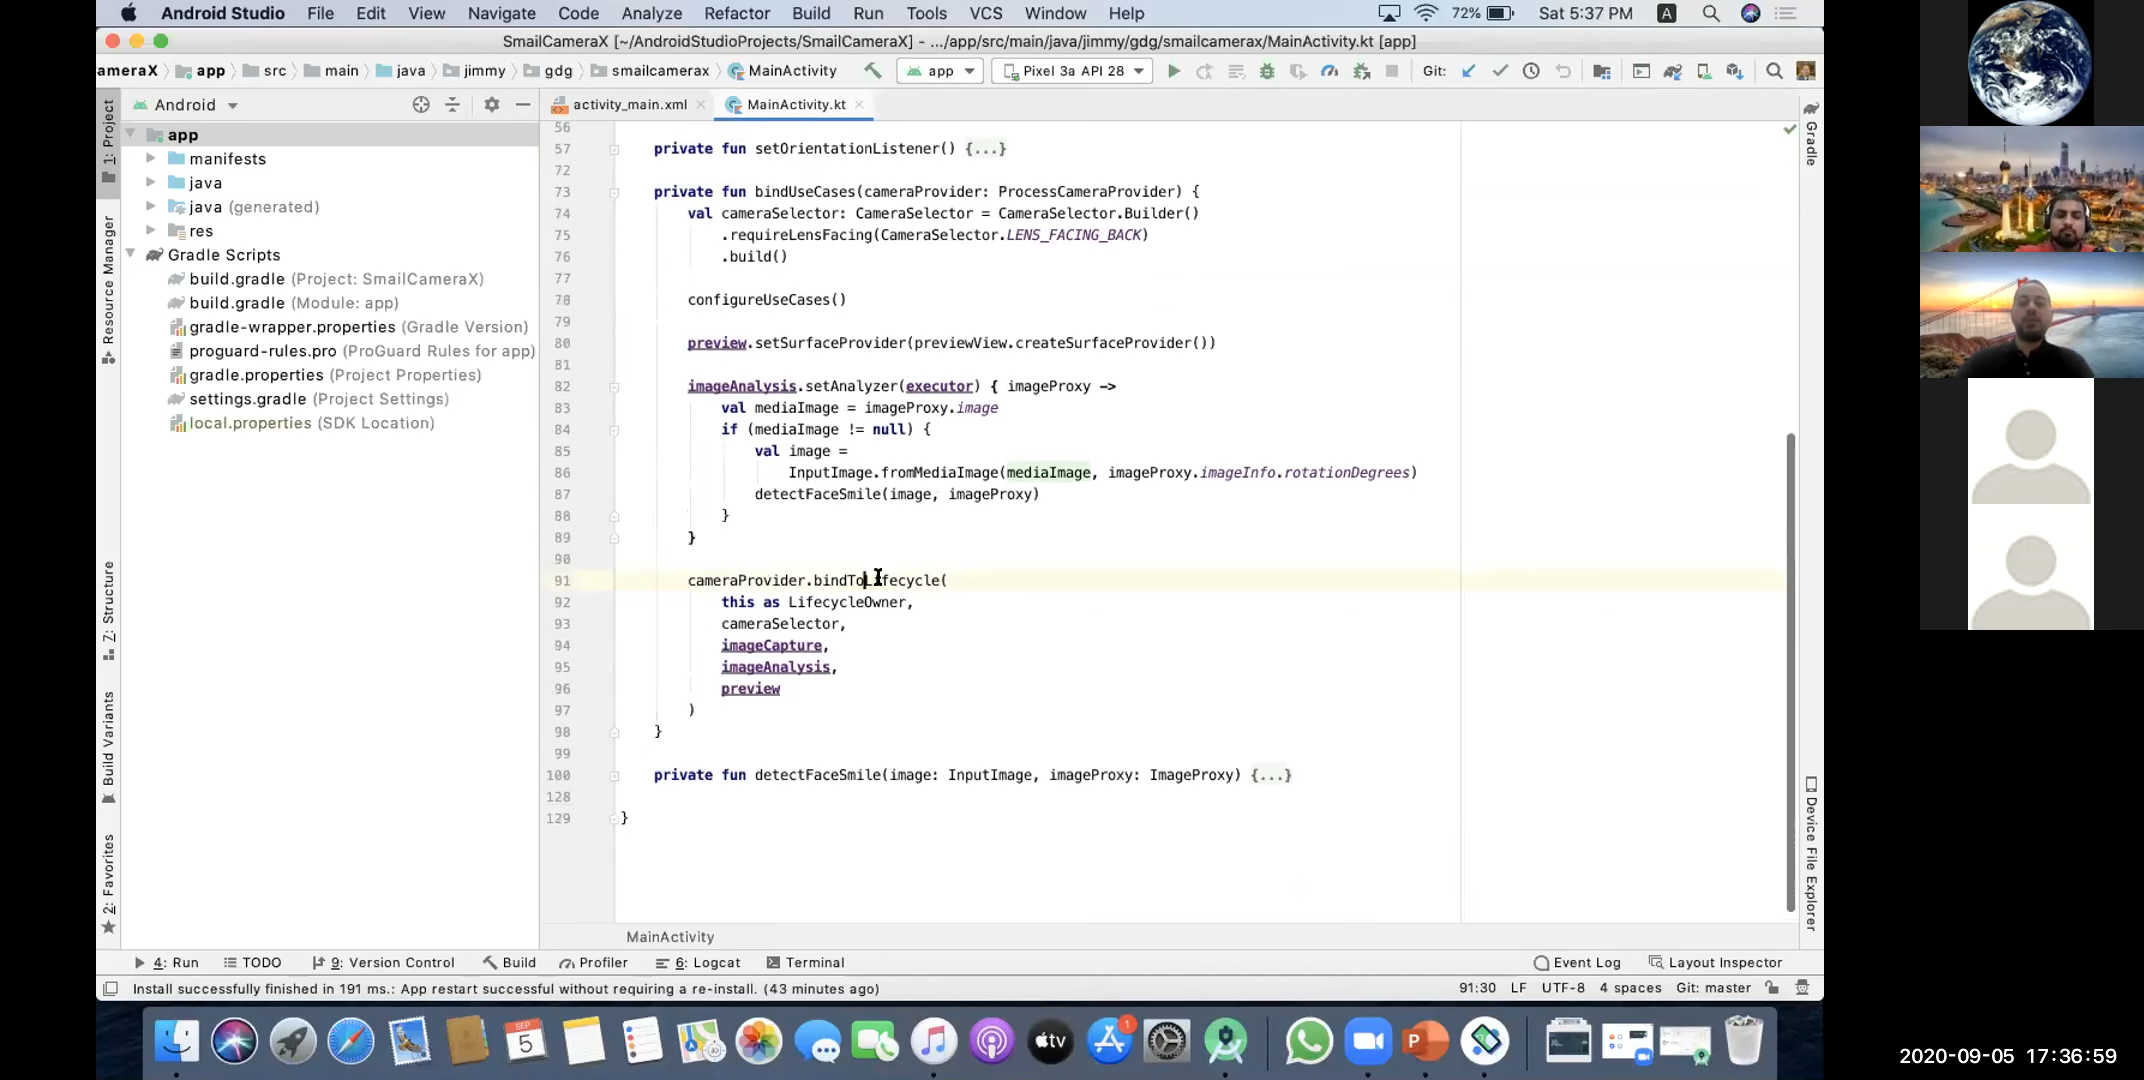 Android Studio File Edit View Navigate Code Analyze Refactor Build Run Tools VCS Window Help 72% Sat 5:37 PM A
SmailCameraX [~/AndroidStudioProjects/SmailCameraX] - .../app/src/main/java/jimmy/gdg/smailcamerax/MainActivity.kt [app]
ameraX app src main java jimmy gdg smailcamerax MainActivity app Pixel 3a API 28 Git:
Android activity_main.xml MainActivity.kt
app
manifests
java
java (generated)
res
Gradle Scripts
build.gradle (Project: SmailCameraX)
build.gradle (Module: app)
gradle-wrapper.properties (Gradle Version)
proguard-rules.pro (ProGuard Rules for app)
gradle.properties (Project Properties)
settings.gradle (Project Settings)
local.properties (SDK Location)
1: Project
Resource Manager
7: Structure
Build Variants
2: Favorites
56
57 private fun setOrientationListener() {...}
72
73 private fun bindUseCases(cameraProvider: ProcessCameraProvider) {
74 val cameraSelector: CameraSelector = CameraSelector.Builder()
75 .requireLensFacing(CameraSelector.LENS_FACING_BACK)
76 .build()
77
78 configureUseCases()
79
80 preview.setSurfaceProvider(previewView.createSurfaceProvider())
81
82 imageAnalysis.setAnalyzer(executor) { imageProxy ->
83 val mediaImage = imageProxy.image
84 if (mediaImage != null) {
85 val image =
86 InputImage.fromMediaImage(mediaImage, imageProxy.imageInfo.rotationDegrees)
87 detectFaceSmile(image, imageProxy)
88 }
89 }
90
91 cameraProvider.bindToLifecycle(
92 this as LifecycleOwner,
93 cameraSelector,
94 imageCapture,
95 imageAnalysis,
96 preview
97 )
98 }
99
100 private fun detectFaceSmile(image: InputImage, imageProxy: ImageProxy) {...}
128
129 }
Gradle
Device File Explorer
MainActivity
4: Run TODO 9: Version Control Build Profiler 6: Logcat Terminal Event Log Layout Inspector
Install successfully finished in 191 ms.: App restart successful without requiring a re-install. (43 minutes ago) 91:30 LF UTF-8 4 spaces Git: master
SEP
5
tv
1
P
2020-09-05 17:36:59